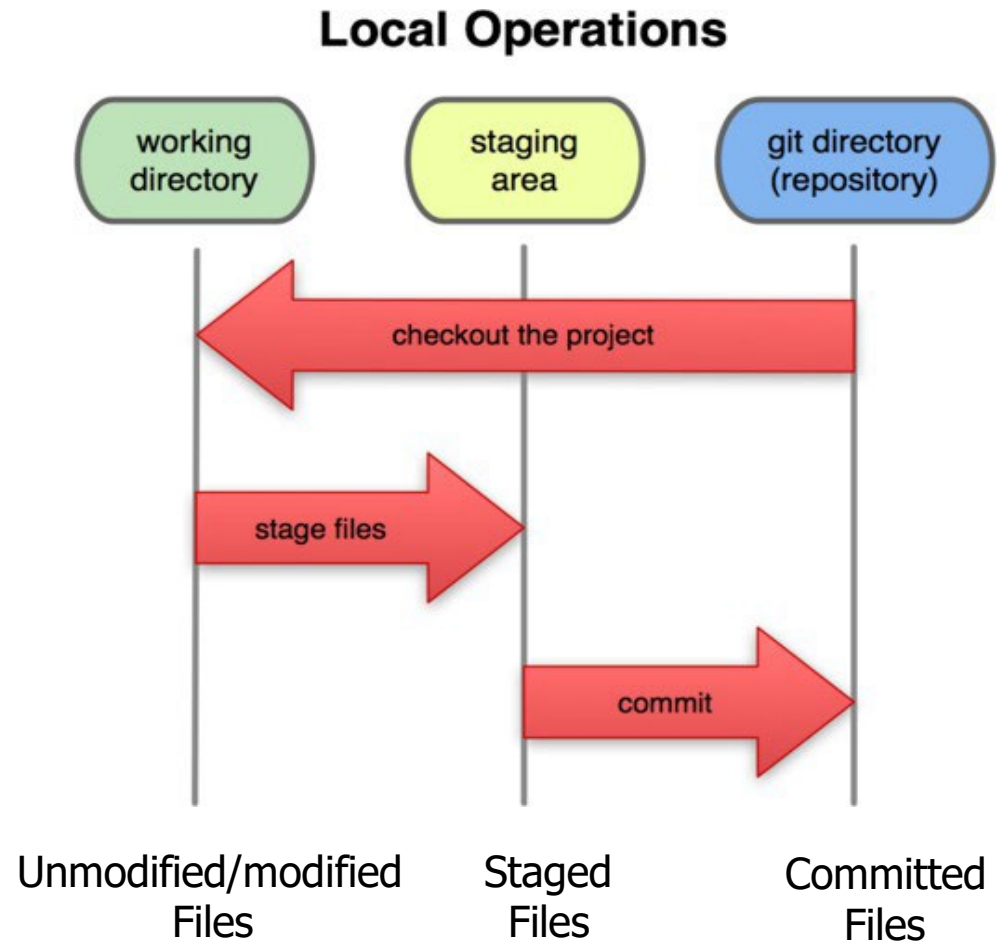 Local Operations
working
directory
staging
area
git directory
(repository)
checkout the project
stage files
commit
Unmodified/modified
Files
Staged
Files
Committed
Files